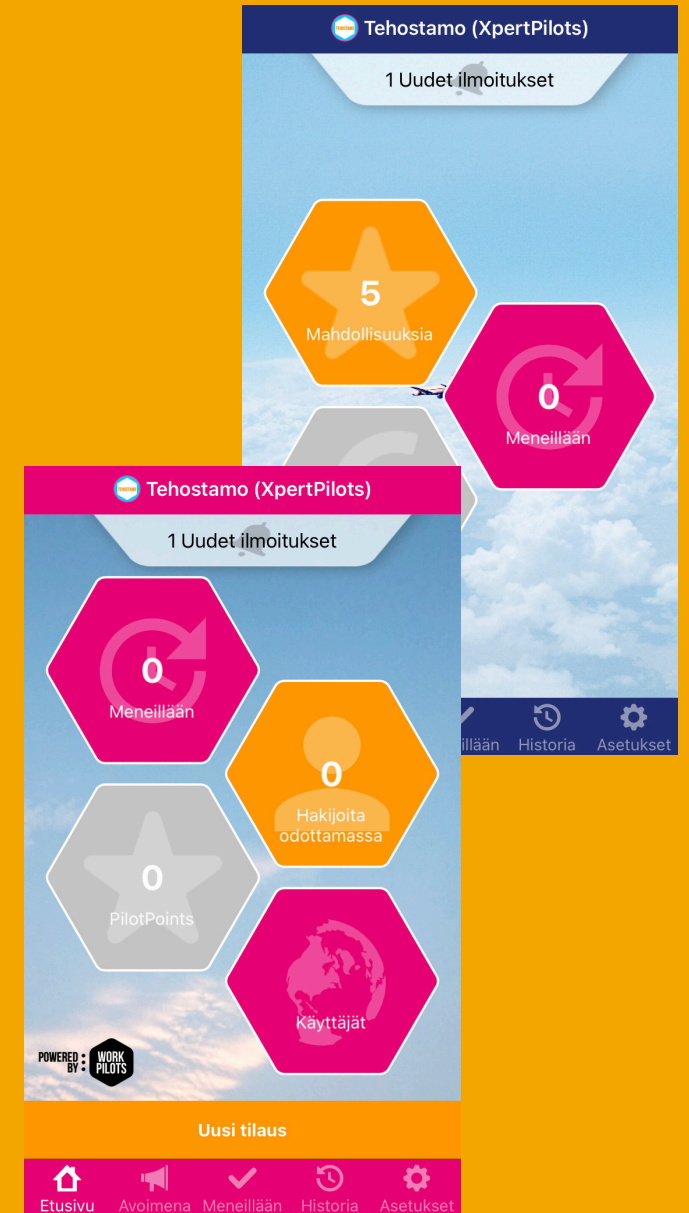 Tehostamo (XpertPilots)
1 Uudet ilmoitukset
5
Mahdollisuuksia
0
Meneillään
illään
Historia
Asetukset
Tehostamo (XpertPilots)
1 Uudet ilmoitukset
0
Meneillään
0
Hakijoita
odottamassa
0
PilotPoints
Käyttäjät
POWERED
BY:
WORK
PILOTS
Uusi tilaus
Etusivu
Avoimena
Meneillään
Historia
Asetukset